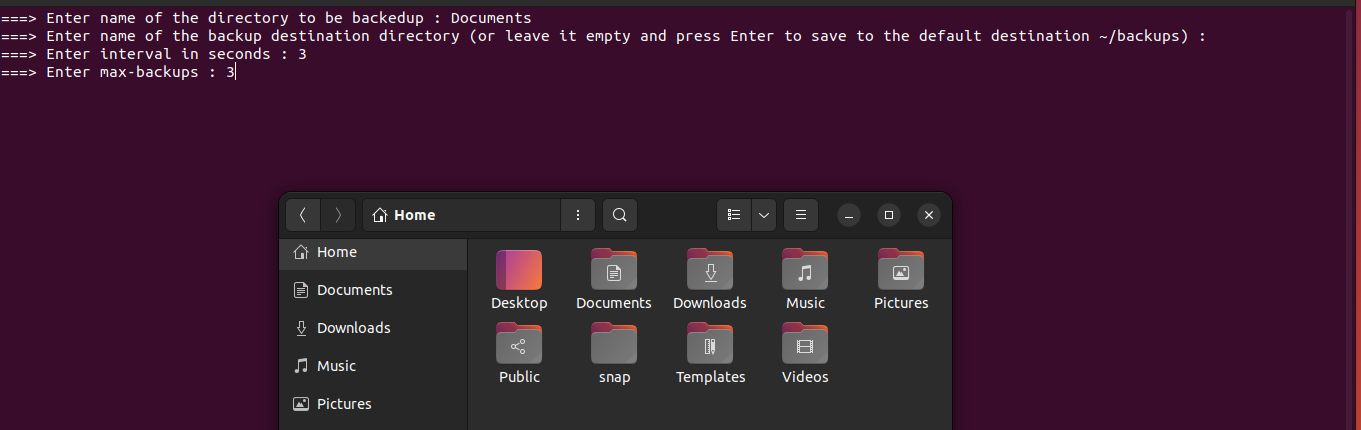 ===> Enter name of the directory to be backedup : Documents
===> Enter name of the backup destination directory (or leave it empty and press Enter to save to the default destination ~/backups) :
===> Enter interval in seconds : 3
===> Enter max-backups : 3
Home
Home
Documents
Downloads
Music
Pictures
Desktop
Documents
Downloads
Music
Pictures
Public
snap
Templates
Videos